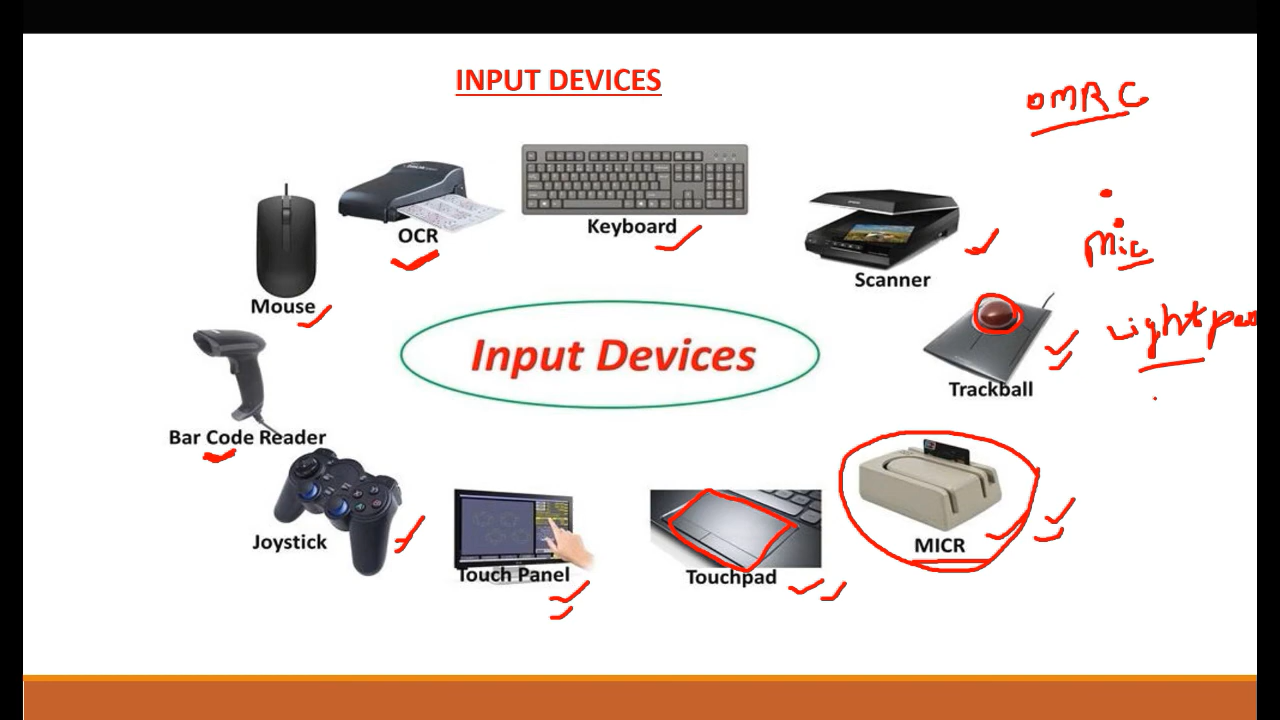 INPUT DEVICES
OMRC
Keyboard
OCR
Mic
Scanner
Mouse
Input Devices
Light
Trackball
Bar Code Reader
Joystick
MICR
Touch Panel
Touchpad